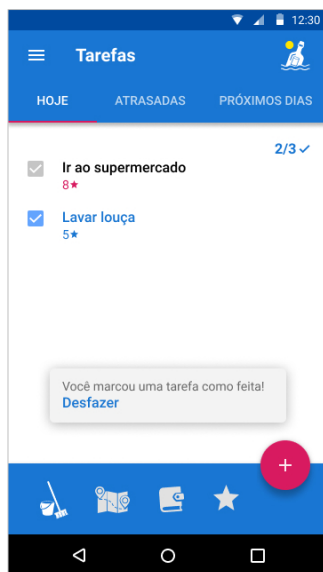 12:30
Tarefas
HOJE ATRASADAS PRÓXIMOS DIAS
2/3
Ir ao supermercado
8★
Lavar louça
5★
Você marcou uma tarefa como feita!
Desfazer